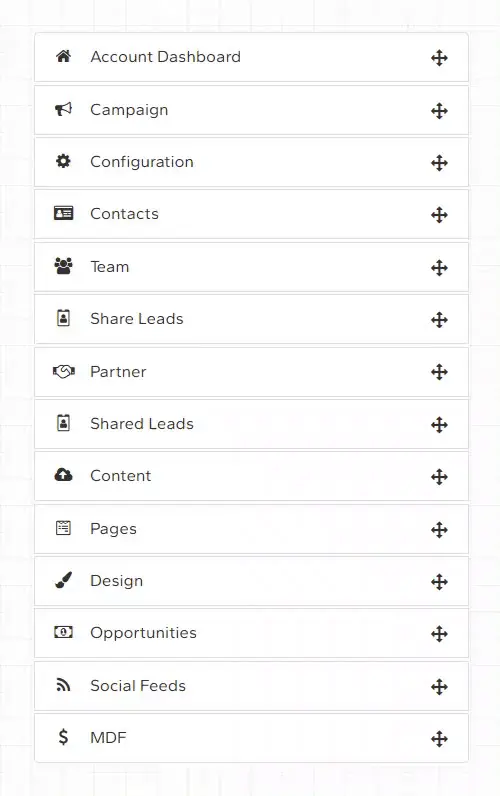 Account Dashboard
Campaign
Configuration
Contacts
Team
Share Leads
Partner
Shared Leads
Content
Pages
Design
Opportunities
Social Feeds
MDF